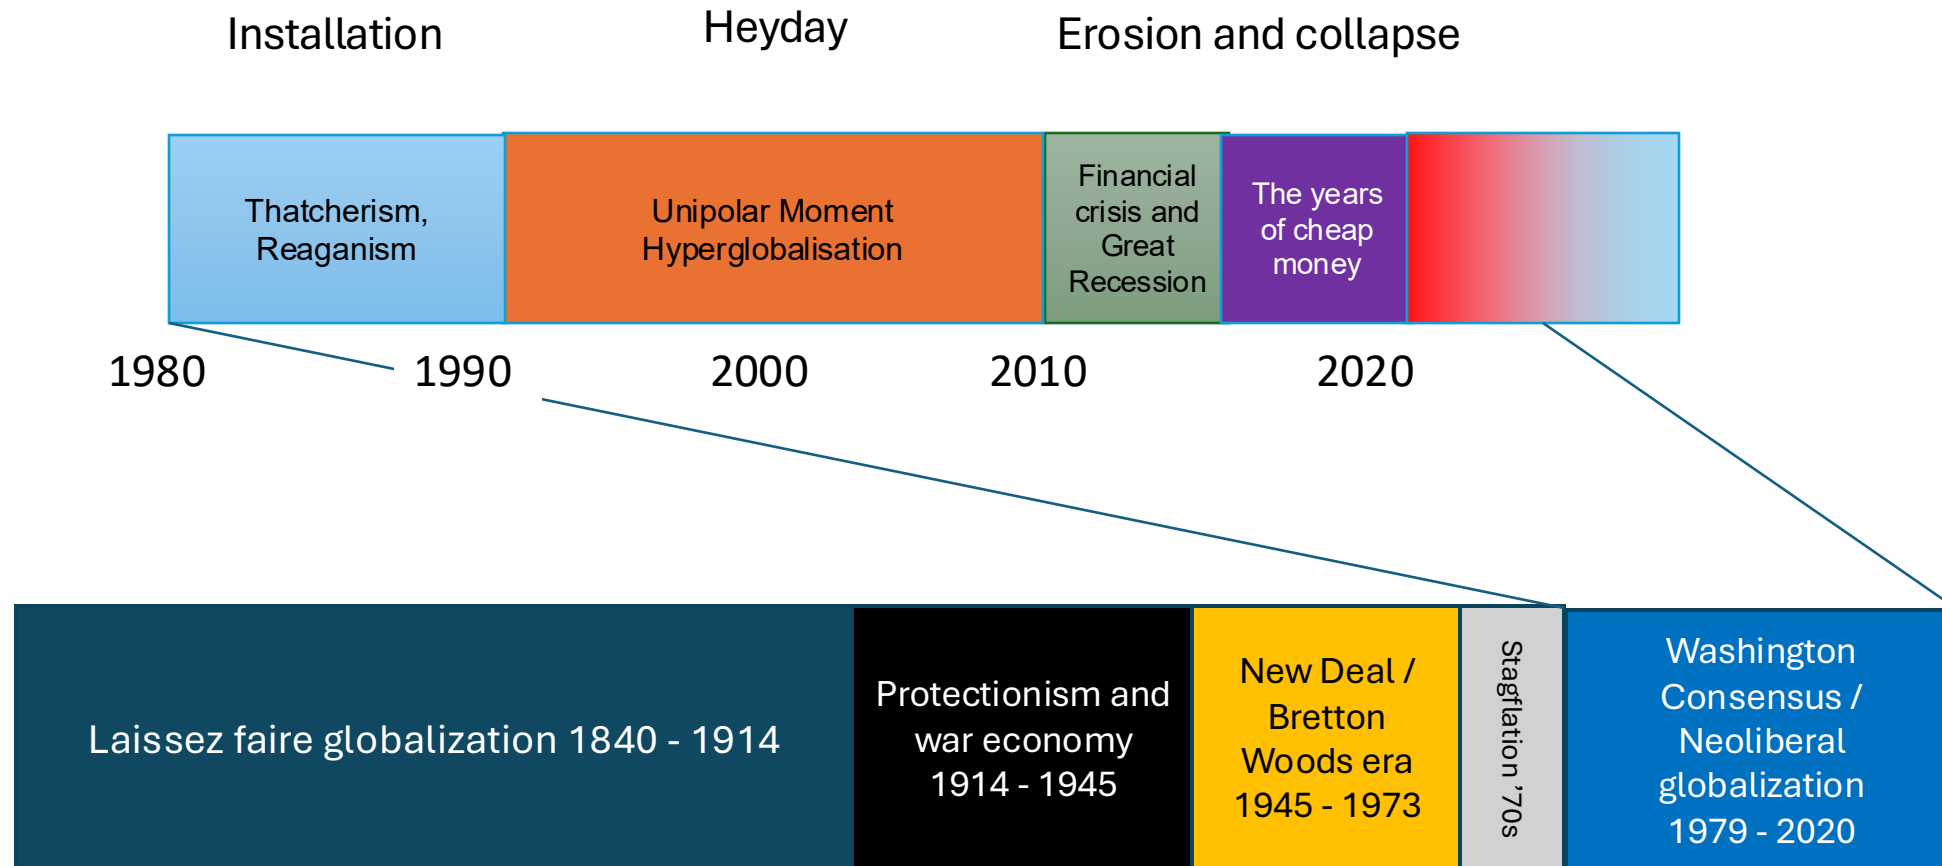 Installation
Heyday
Erosion and collapse
Thatcherism,
Reaganism
Unipolar Moment
Hyperglobalisation
Financial
crisis and
Great
Recession
The years
of cheap
money
1980
1990
2000
2010
2020
Laissez faire globalization 1840 - 1914
Protectionism and
war economy
1914 - 1945
New Deal /
Bretton
Woods era
1945 - 1973
Stagflation '70s
Washington
Consensus /
Neoliberal
globalization
1979 - 2020